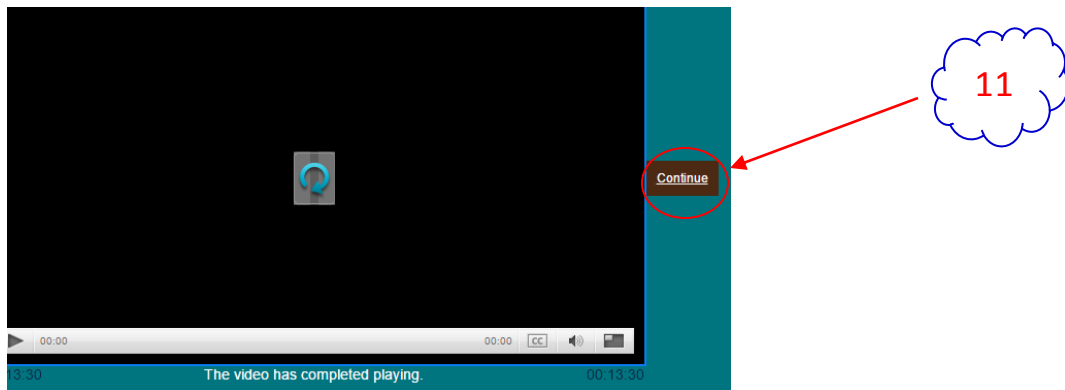 11
Continue
00:00 00:00 CC
13:30 The video has completed playing. 00:13:30